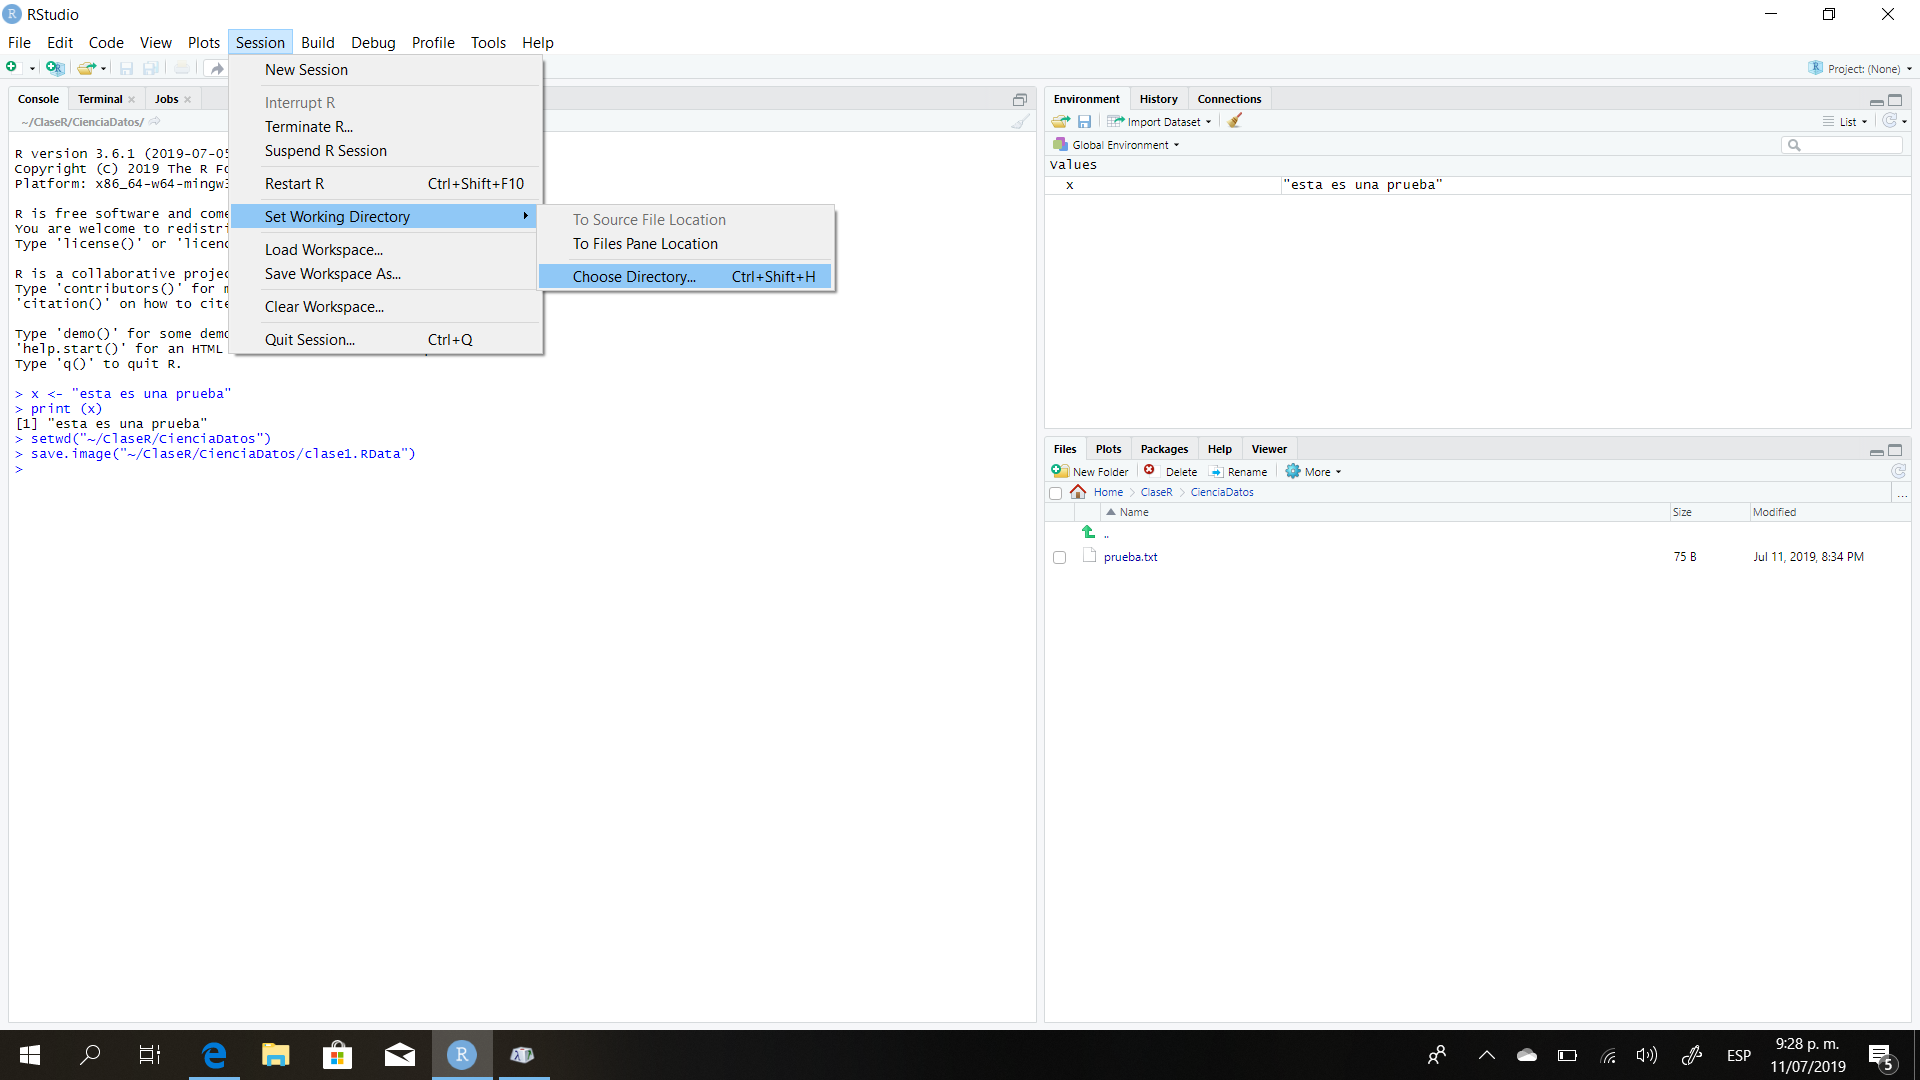 RStudio
File Edit Code View Plots Session Build Debug Profile Tools Help
Project: (None)
Console Terminal Jobs
~/ClaseR/CienciaDatos/
R version 3.6.1 (2019-07-05
Copyright (C) 2019 The R Fo
Platform: x86_64-w64-mingw3
R is free software and come
You are welcome to redistri
Type 'license()' or 'licenc
R is a collaborative projec
Type 'contributors()' for m
'citation()' on how to cite
Type 'demo()' for some demo
'help.start()' for an HTML
Type 'q()' to quit R.
> x <- "esta es una prueba"
> print (x)
[1] "esta es una prueba"
> setwd("~/ClaseR/CienciaDatos")
> save.image("~/ClaseR/CienciaDatos/clase1.RData")
>
New Session
Interrupt R
Terminate R...
Suspend R Session
Restart R Ctrl+Shift+F10
Set Working Directory
Load Workspace...
Save Workspace As...
Clear Workspace...
Quit Session... Ctrl+Q
To Source File Location
To Files Pane Location
Choose Directory... Ctrl+Shift+H
Environment History Connections
Import Dataset List
Global Environment
Values
x "esta es una prueba"
Files Plots Packages Help Viewer
New Folder Delete Rename More
Home ClaseR CienciaDatos ...
Name Size Modified
..
prueba.txt 75 B Jul 11, 2019, 8:34 PM
ESP
9:28 p. m.
11/07/2019
5